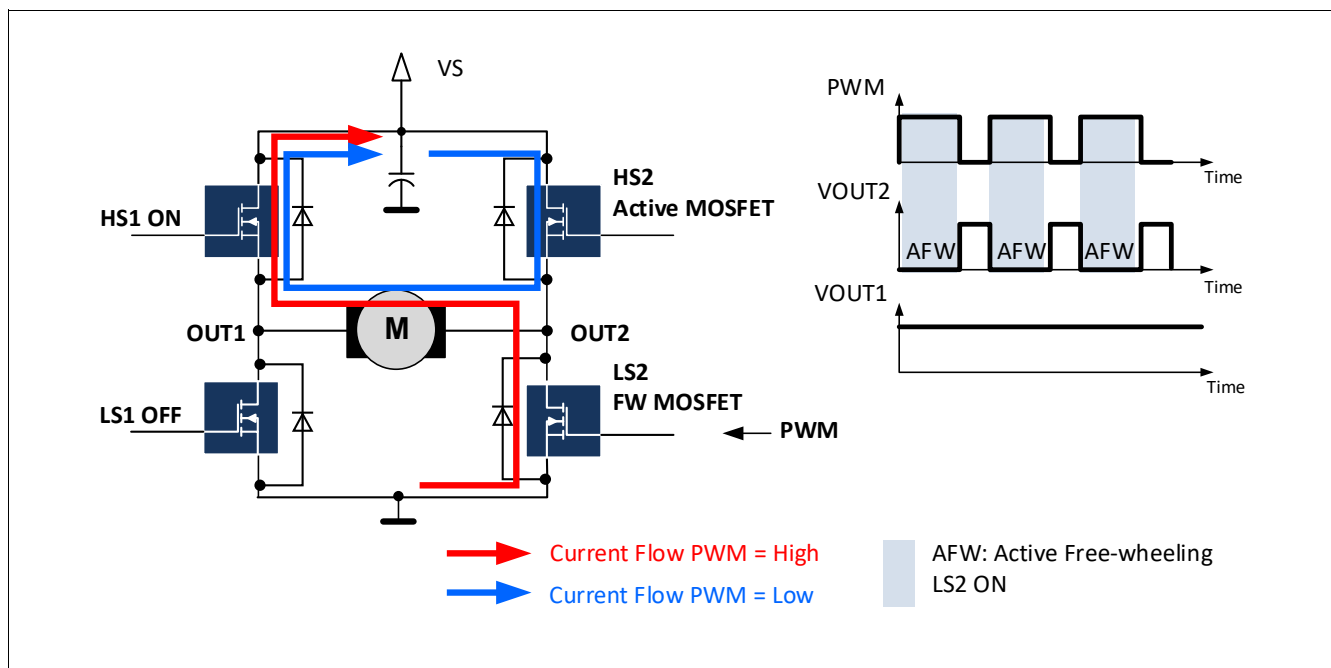 VS
HS1 ON
HS2
Active MOSFET
M
OUT1
OUT2
LS1 OFF
LS2
FW MOSFET
PWM
Current Flow PWM = High
Current Flow PWM = Low
PWM
Time
VOUT2
AFW
AFW
AFW
Time
VOUT1
Time
AFW: Active Free-wheeling
LS2 ON